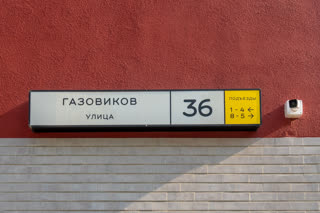 ГАЗОВИКОВ
УЛИЦА
36
подъезды
1 - 4 ←
8 - 5 →